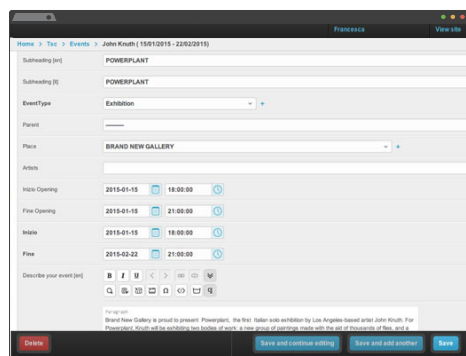 Francesca View site
Home > Tsc > Events > John Knuth ( 15/01/2015 - 22/02/2015)
Subheading [en] POWERPLANT
Subheading [it] POWERPLANT
EventType Exhibition
Parent ---------
Place BRAND NEW GALLERY
Artists
Inizio Opening 2015-01-15 18:00:00
Fine Opening 2015-01-15 21:00:00
Inizio 2015-01-15 18:00:00
Fine 2015-02-22 21:00:00
Describe your event [en] B I U
Paragraph
Brand New Gallery is proud to present Powerplant, the first Italian solo exhibition by Los Angeles-based artist John Knuth. For
Powerplant, Knuth will be exhibiting two bodies of work: a new group of paintings made with the aid of thousands of flies, and a
Delete Save and continue editing Save and add another Save